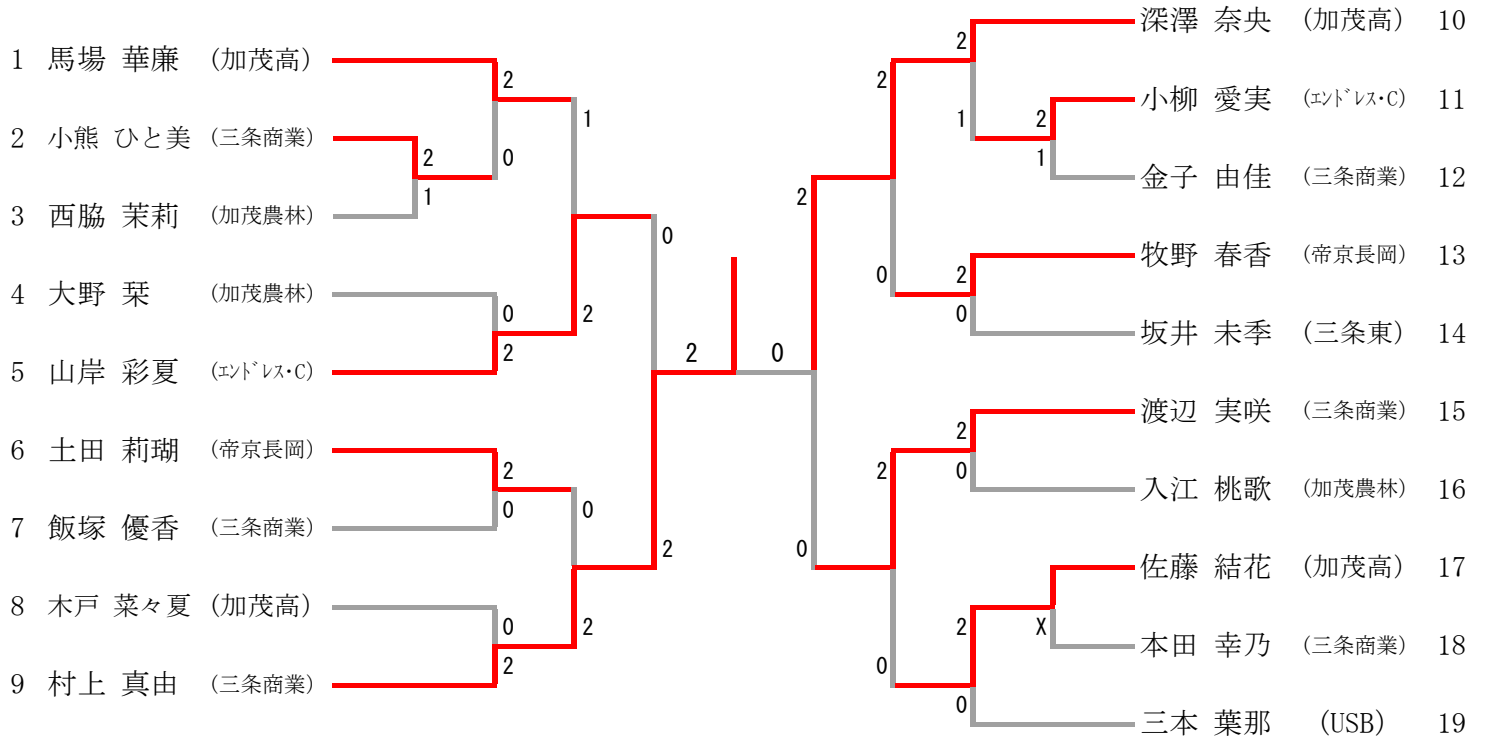 1 馬場 華廉 (加茂高)
2 小熊 ひと美 (三条商業)
3 西脇 茉莉 (加茂農林)
4 大野 栞 (加茂農林)
5 山岸 彩夏 (エンドレス・C)
6 土田 莉瑚 (帝京長岡)
7 飯塚 優香 (三条商業)
8 木戸 菜々夏 (加茂高)
9 村上 真由 (三条商業)
2
0
2
1
0
2
2
0
0
2
1
2
0
2
0
2
2 0
2
0
2
0
2
0
2
1
2
1
2
0
2
0
2
0
X
深澤 奈央 (加茂高) 10
小柳 愛実 (エンドレス・C) 11
金子 由佳 (三条商業) 12
牧野 春香 (帝京長岡) 13
坂井 未季 (三条東) 14
渡辺 実咲 (三条商業) 15
入江 桃歌 (加茂農林) 16
佐藤 結花 (加茂高) 17
本田 幸乃 (三条商業) 18
三本 葉那 (USB) 19